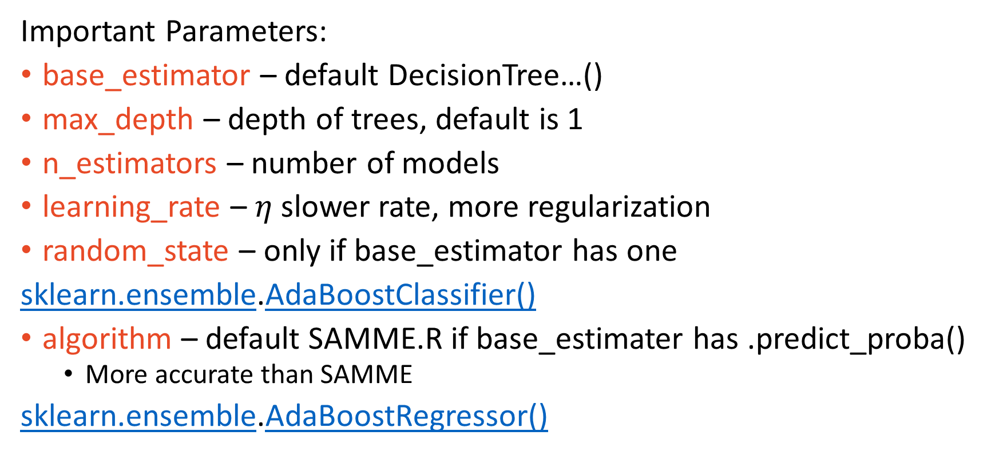 Important Parameters:
• base_estimator – default DecisionTree…()
• max_depth – depth of trees, default is 1
• n_estimators – number of models
• learning_rate – η slower rate, more regularization
• random_state – only if base_estimator has one
sklearn.ensemble.AdaBoostClassifier()
• algorithm – default SAMME.R if base_estimater has .predict_proba()
• More accurate than SAMME
sklearn.ensemble.AdaBoostRegressor()